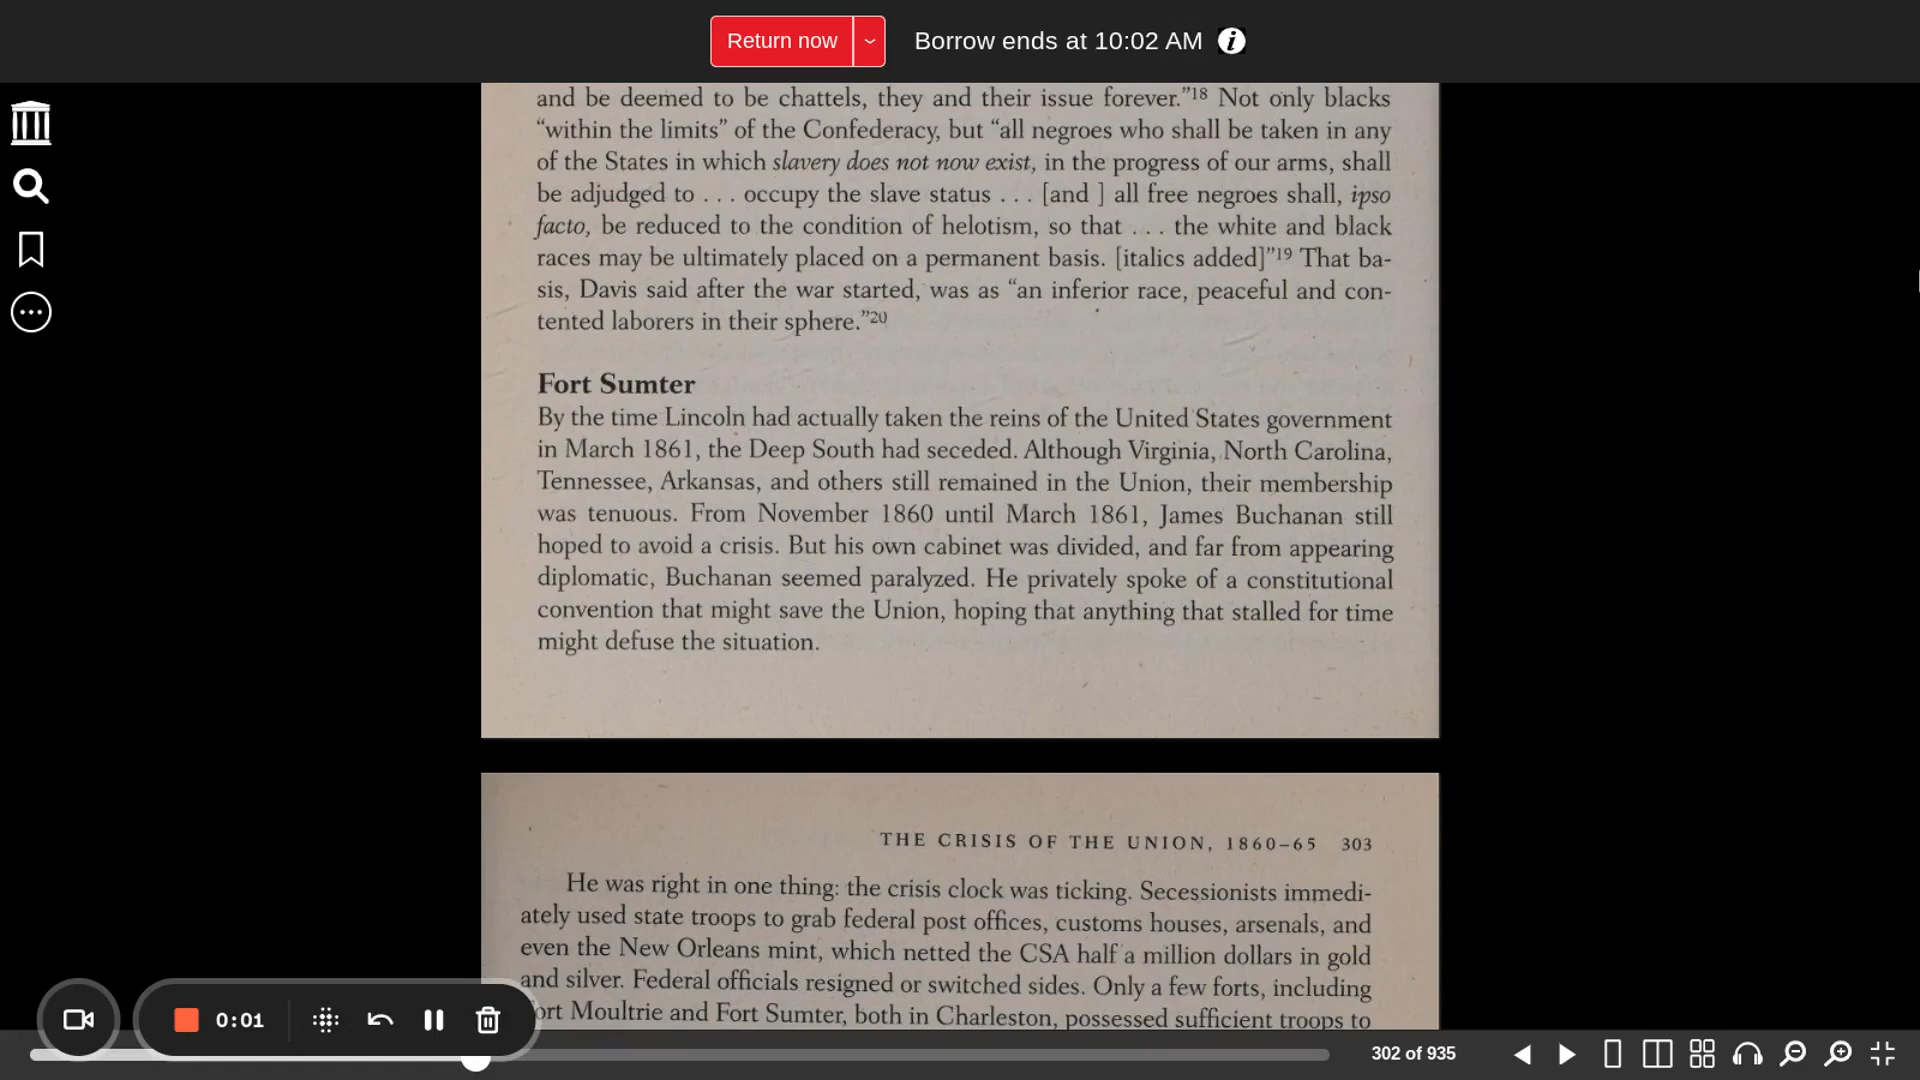 Return now
Borrow ends at 10:02 AM
and be deemed to be chattels, they and their issue forever.”18 Not only blacks
“within the limits” of the Confederacy, but “all negroes who shall be taken in any
of the States in which slavery does not now exist, in the progress of our arms, shall
be adjudged to . . . occupy the slave status . . . [and ] all free negroes shall, ipso
facto, be reduced to the condition of helotism, so that . . . the white and black
races may be ultimately placed on a permanent basis. [italics added]”19 That ba-
sis, Davis said after the war started, was as “an inferior race, peaceful and con-
tented laborers in their sphere.”20
Fort Sumter
By the time Lincoln had actually taken the reins of the United States government
in March 1861, the Deep South had seceded. Although Virginia, North Carolina,
Tennessee, Arkansas, and others still remained in the Union, their membership
was tenuous. From November 1860 until March 1861, James Buchanan still
hoped to avoid a crisis. But his own cabinet was divided, and far from appearing
diplomatic, Buchanan seemed paralyzed. He privately spoke of a constitutional
convention that might save the Union, hoping that anything that stalled for time
might defuse the situation.
THE CRISIS OF THE UNION, 1860–65 303
He was right in one thing: the crisis clock was ticking. Secessionists immedi-
ately used state troops to grab federal post offices, customs houses, arsenals, and
even the New Orleans mint, which netted the CSA half a million dollars in gold
and silver. Federal officials resigned or switched sides. Only a few forts, including
ort Moultrie and Fort Sumter, both in Charleston, possessed sufficient troops to
0:01
302 of 935